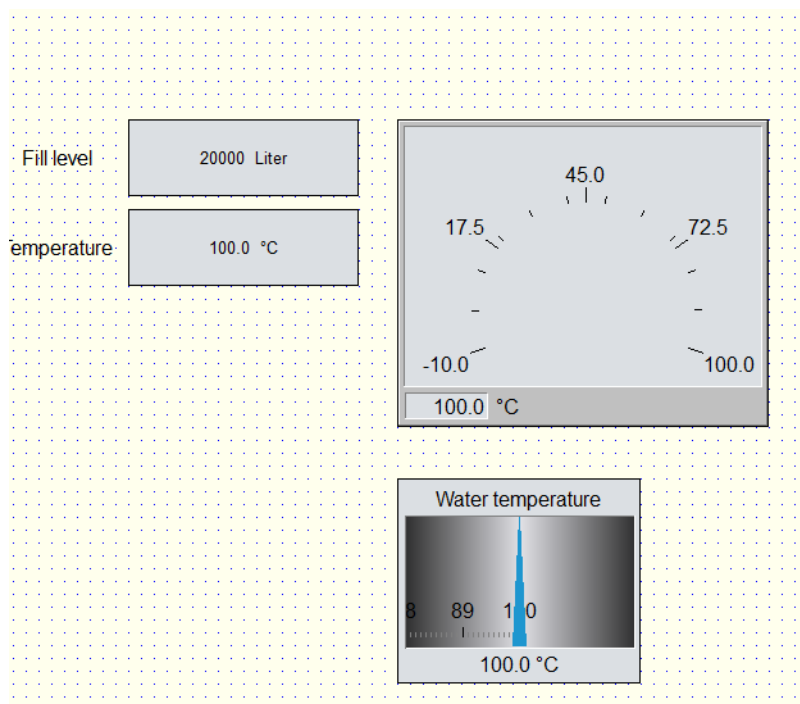 Fill level
20000 Liter
emperature
100.0 °C
45.0
17.5
72.5
-10.0
100.0
100.0 °C
Water temperature
8 89 100
100.0 °C